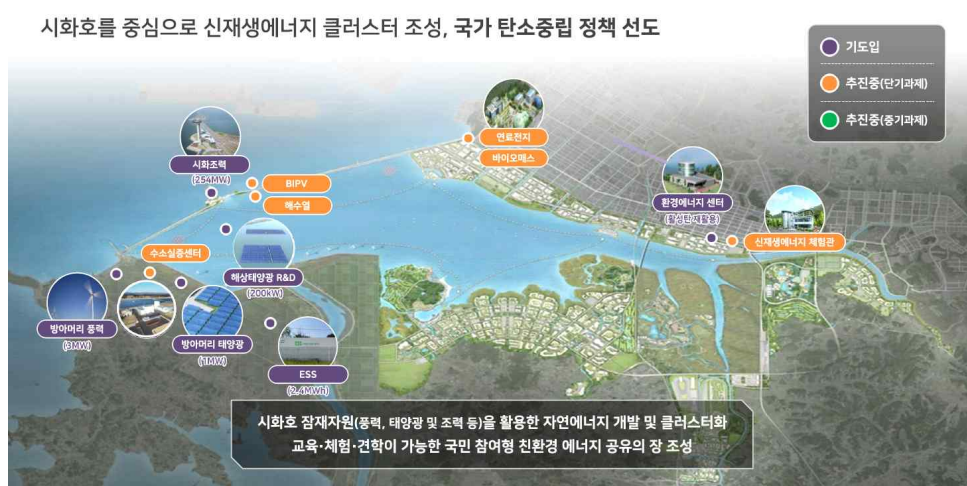 시화호를 중심으로 신재생에너지 클러스터 조성, 국가 탄소중립 정책 선도
기도입
추진중(단기과제)
추진중(중기과제)
연료전지
바이오매스
시화조력
(254MW)
BIPV
해수열
환경에너지 센터
(활성탄 재활용)
신재생에너지 체험관
수소실증센터
해상태양광 R&D
(200kW)
방아머리 풍력
(3MW)
방아머리 태양광
(1MW)
ESS
(2.4MWh)
시화호 잠재자원(풍력, 태양광 및 조력 등)을 활용한 자연에너지 개발 및 클러스터화
교육·체험·견학이 가능한 국민 참여형 친환경 에너지 공유의 장 조성